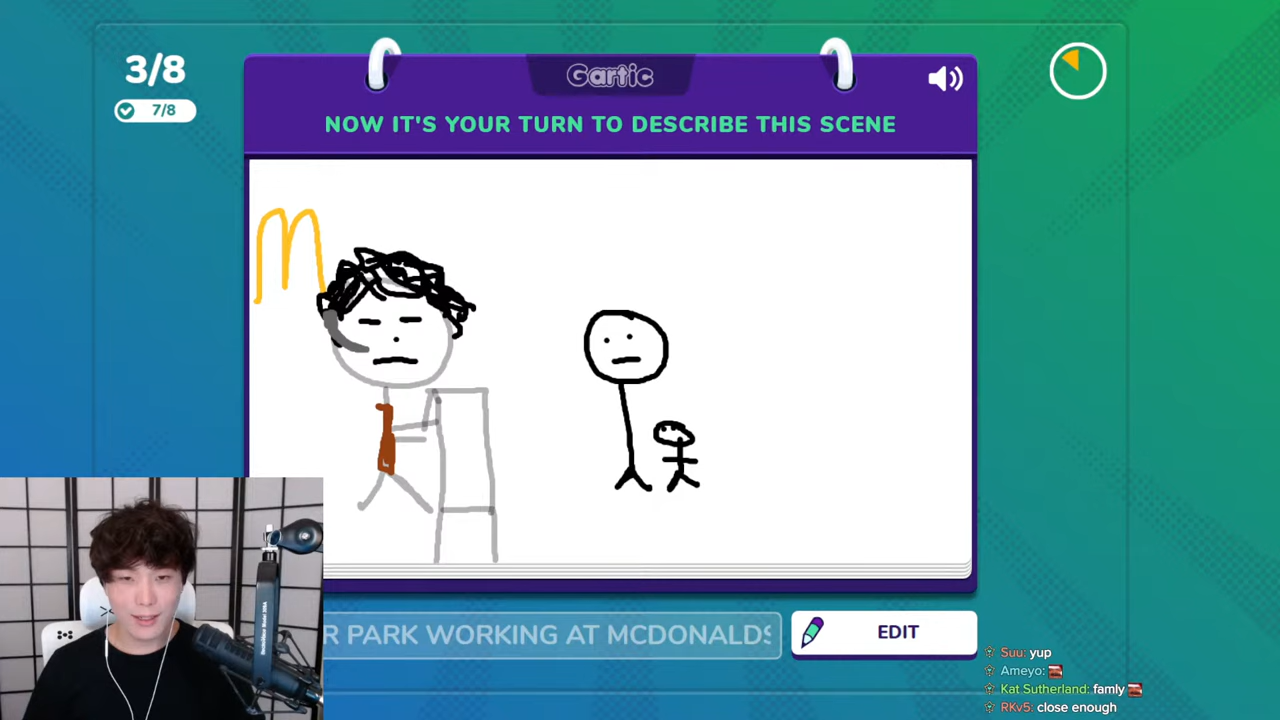 3/8
7/8
Gartic
NOW IT'S YOUR TURN TO DESCRIBE THIS SCENE
M
R PARK WORKING AT MCDONALDS
EDIT
Suu: yup
Ameyo:
Kat Sutherland: famly
RKv5: close enough